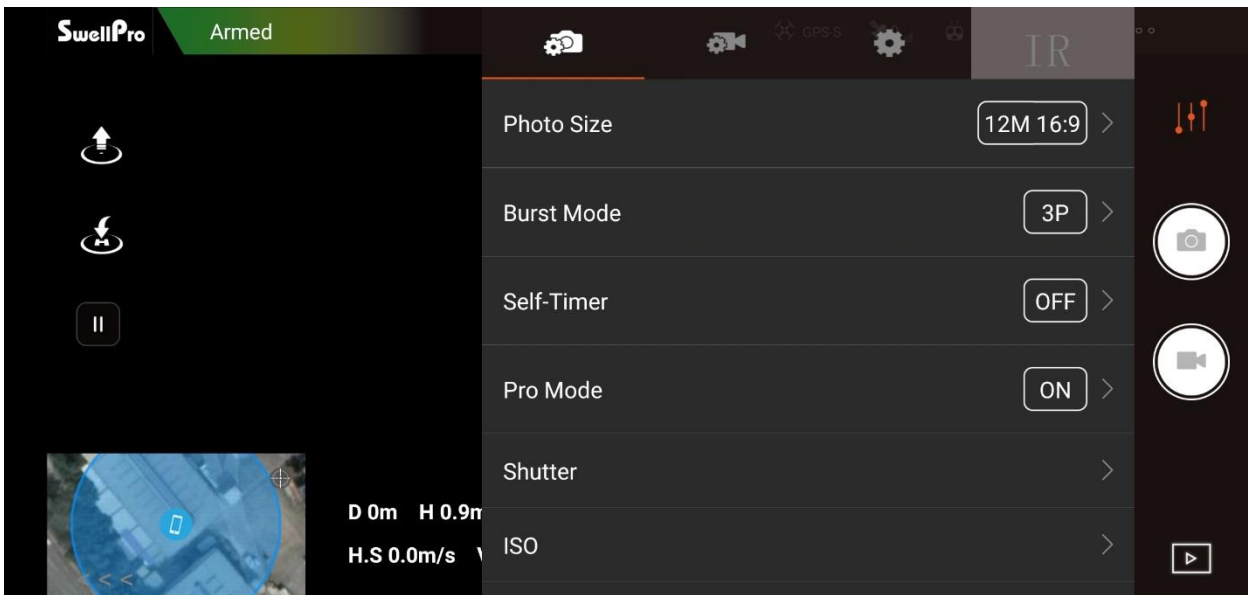 SwellPro Armed
GPS-S
IR
Photo Size 12M 16:9
Burst Mode 3P
Self-Timer OFF
Pro Mode ON
Shutter
D 0m H 0.9m
H.S 0.0m/s
ISO